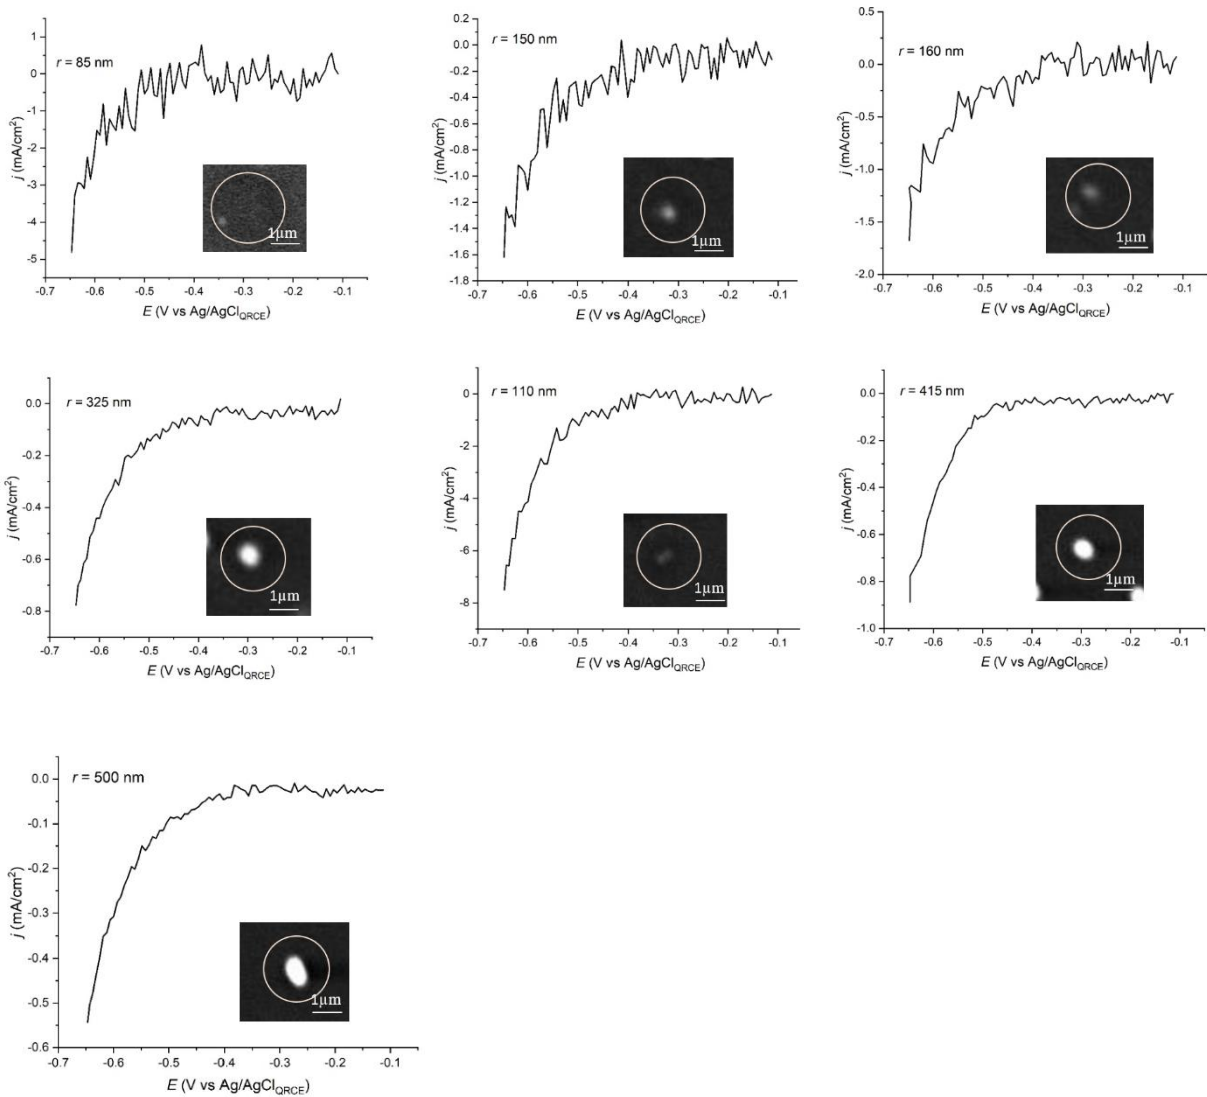 r = 85 nm
1
0
-1
-2
-3
-4
-5
j (mA/cm²)
1µm
-0.7 -0.6 -0.5 -0.4 -0.3 -0.2 -0.1
E (V vs Ag/AgCl_QRCE)
r = 150 nm
0.2
0.0
-0.2
-0.4
-0.6
-0.8
-1.0
-1.2
-1.4
-1.6
-1.8
j (mA/cm²)
1µm
-0.7 -0.6 -0.5 -0.4 -0.3 -0.2 -0.1
E (V vs Ag/AgCl_QRCE)
r = 160 nm
0.5
0.0
-0.5
-1.0
-1.5
-2.0
j (mA/cm²)
1µm
-0.7 -0.6 -0.5 -0.4 -0.3 -0.2 -0.1
E (V vs Ag/AgCl_QRCE)
r = 325 nm
0.0
-0.2
-0.4
-0.6
-0.8
j (mA/cm²)
1µm
-0.7 -0.6 -0.5 -0.4 -0.3 -0.2 -0.1
E (V vs Ag/AgCl_QRCE)
r = 110 nm
0
-2
-4
-6
-8
j (mA/cm²)
1µm
-0.7 -0.6 -0.5 -0.4 -0.3 -0.2 -0.1
E (V vs Ag/AgCl_QRCE)
r = 415 nm
0.0
-0.2
-0.4
-0.6
-0.8
-1.0
j (mA/cm²)
1µm
-0.7 -0.6 -0.5 -0.4 -0.3 -0.2 -0.1
E (V vs Ag/AgCl_QRCE)
r = 500 nm
0.0
-0.1
-0.2
-0.3
-0.4
-0.5
-0.6
j (mA/cm²)
1µm
-0.7 -0.6 -0.5 -0.4 -0.3 -0.2 -0.1
E (V vs Ag/AgCl_QRCE)